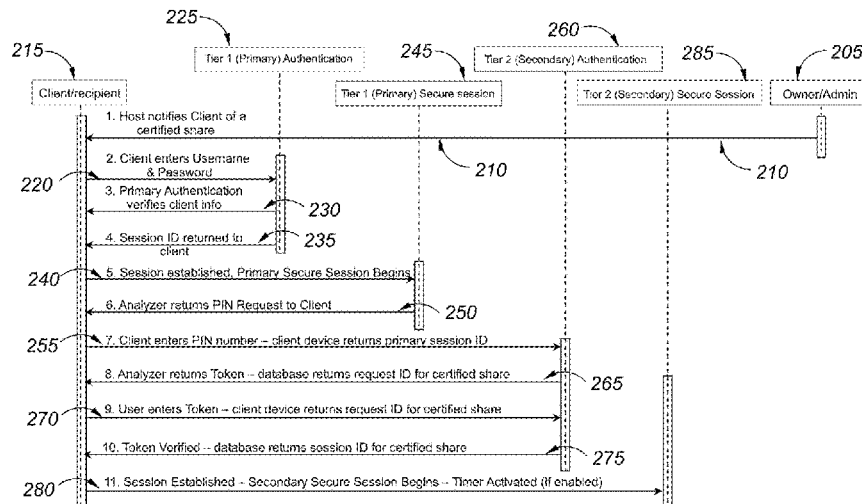 225
260
215
245
285
205
Tier 1 (Primary) Authentication
Tier 2 (Secondary) Authentication
Client/recipient
Tier 1 (Primary) Secure session
Tier 2 (Secondary) Secure Session
Owner/Admin
1. Host notifies Client of a
certified share
210
210
2. Client enters Username
& Password
220
3. Primary Authentication
verifies client info
230
235
4. Session ID returned to
client
240
5. Session established, Primary Secure Session Begins
6. Analyzer returns PIN Request to Client
250
255
7. Client enters PIN number – client device returns primary session ID
8. Analyzer returns Token – database returns request ID for certified share
265
270
9. User enters Token – client device returns request ID for certified share
10. Token Verified – database returns session ID for certified share
275
280
11. Session Established – Secondary Secure Session Begins – Timer Activated (If enabled)